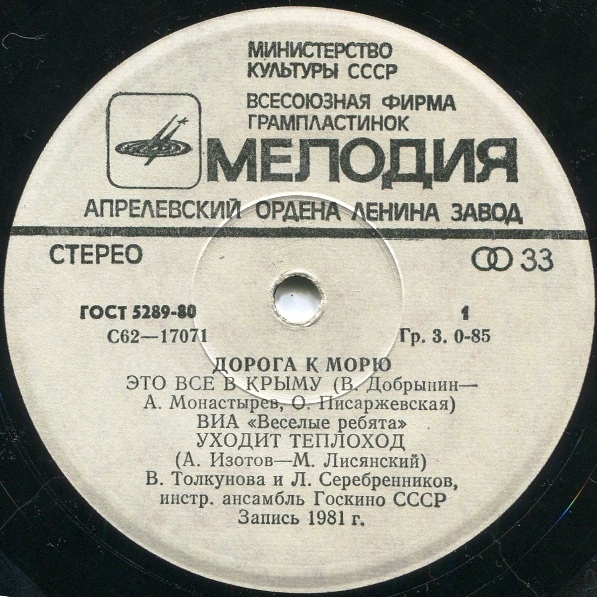 МИНИСТЕРСТВО
КУЛЬТУРЫ СССР
ВСЕСОЮЗНАЯ ФИРМА
ГРАМПЛАСТИНОК
МЕЛОДИЯ
АПРЕЛЕВСКИЙ ОРДЕНА ЛЕНИНА ЗАВОД
СТЕРЕО 33
ГОСТ 5289-80 1
С62—17071 Гр. 3. 0-85
ДОРОГА К МОРЮ
ЭТО ВСЕ В КРЫМУ (В. Добрынин—
А. Монастырев, О. Писаржевская)
ВИА «Веселые ребята»
УХОДИТ ТЕПЛОХОД
(А. Изотов—М. Лисянский)
В. Толкунова и Л. Серебренников,
инстр. ансамбль Госкино СССР
Запись 1981 г.